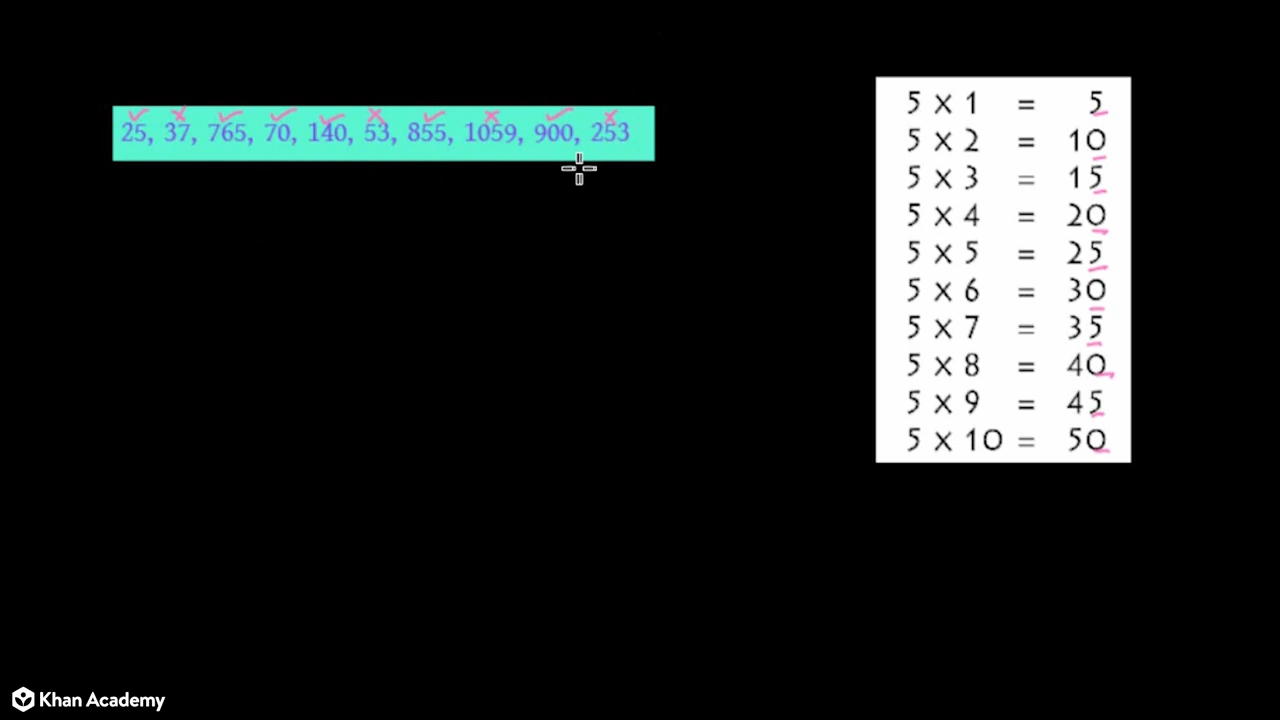 25, 37, 765, 70, 140, 53, 855, 1059, 900, 253
5 x 1 = 5
5 x 2 = 10
5 x 3 = 15
5 x 4 = 20
5 x 5 = 25
5 x 6 = 30
5 x 7 = 35
5 x 8 = 40
5 x 9 = 45
5 x 10 = 50
Khan Academy